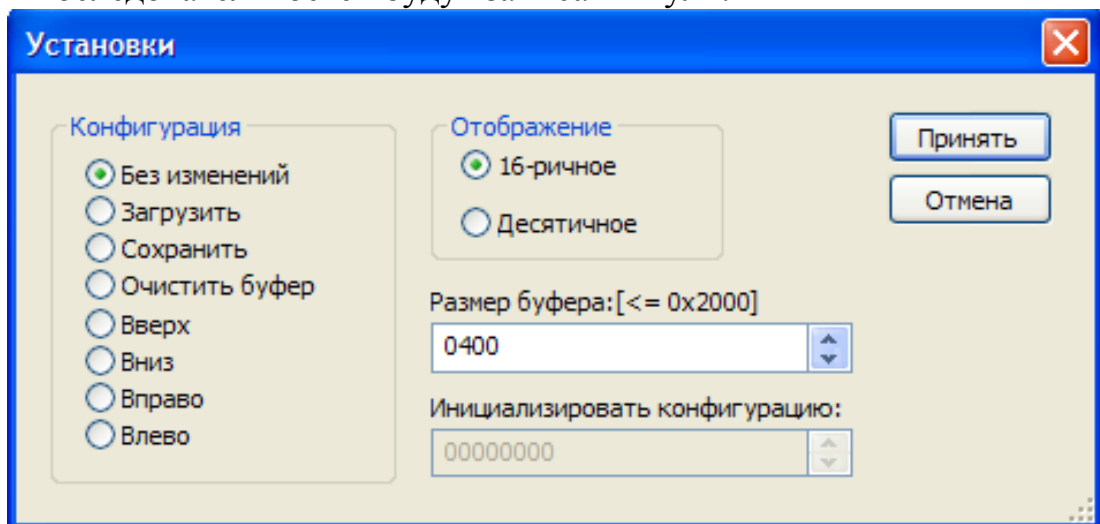 Установки
Конфигурация
Без изменений
Загрузить
Сохранить
Очистить буфер
Вверх
Вниз
Вправо
Влево
Отображение
16-ричное
Десятичное
Размер буфера:[<= 0x2000]
0400
Инициализировать конфигурацию:
00000000
Принять
Отмена